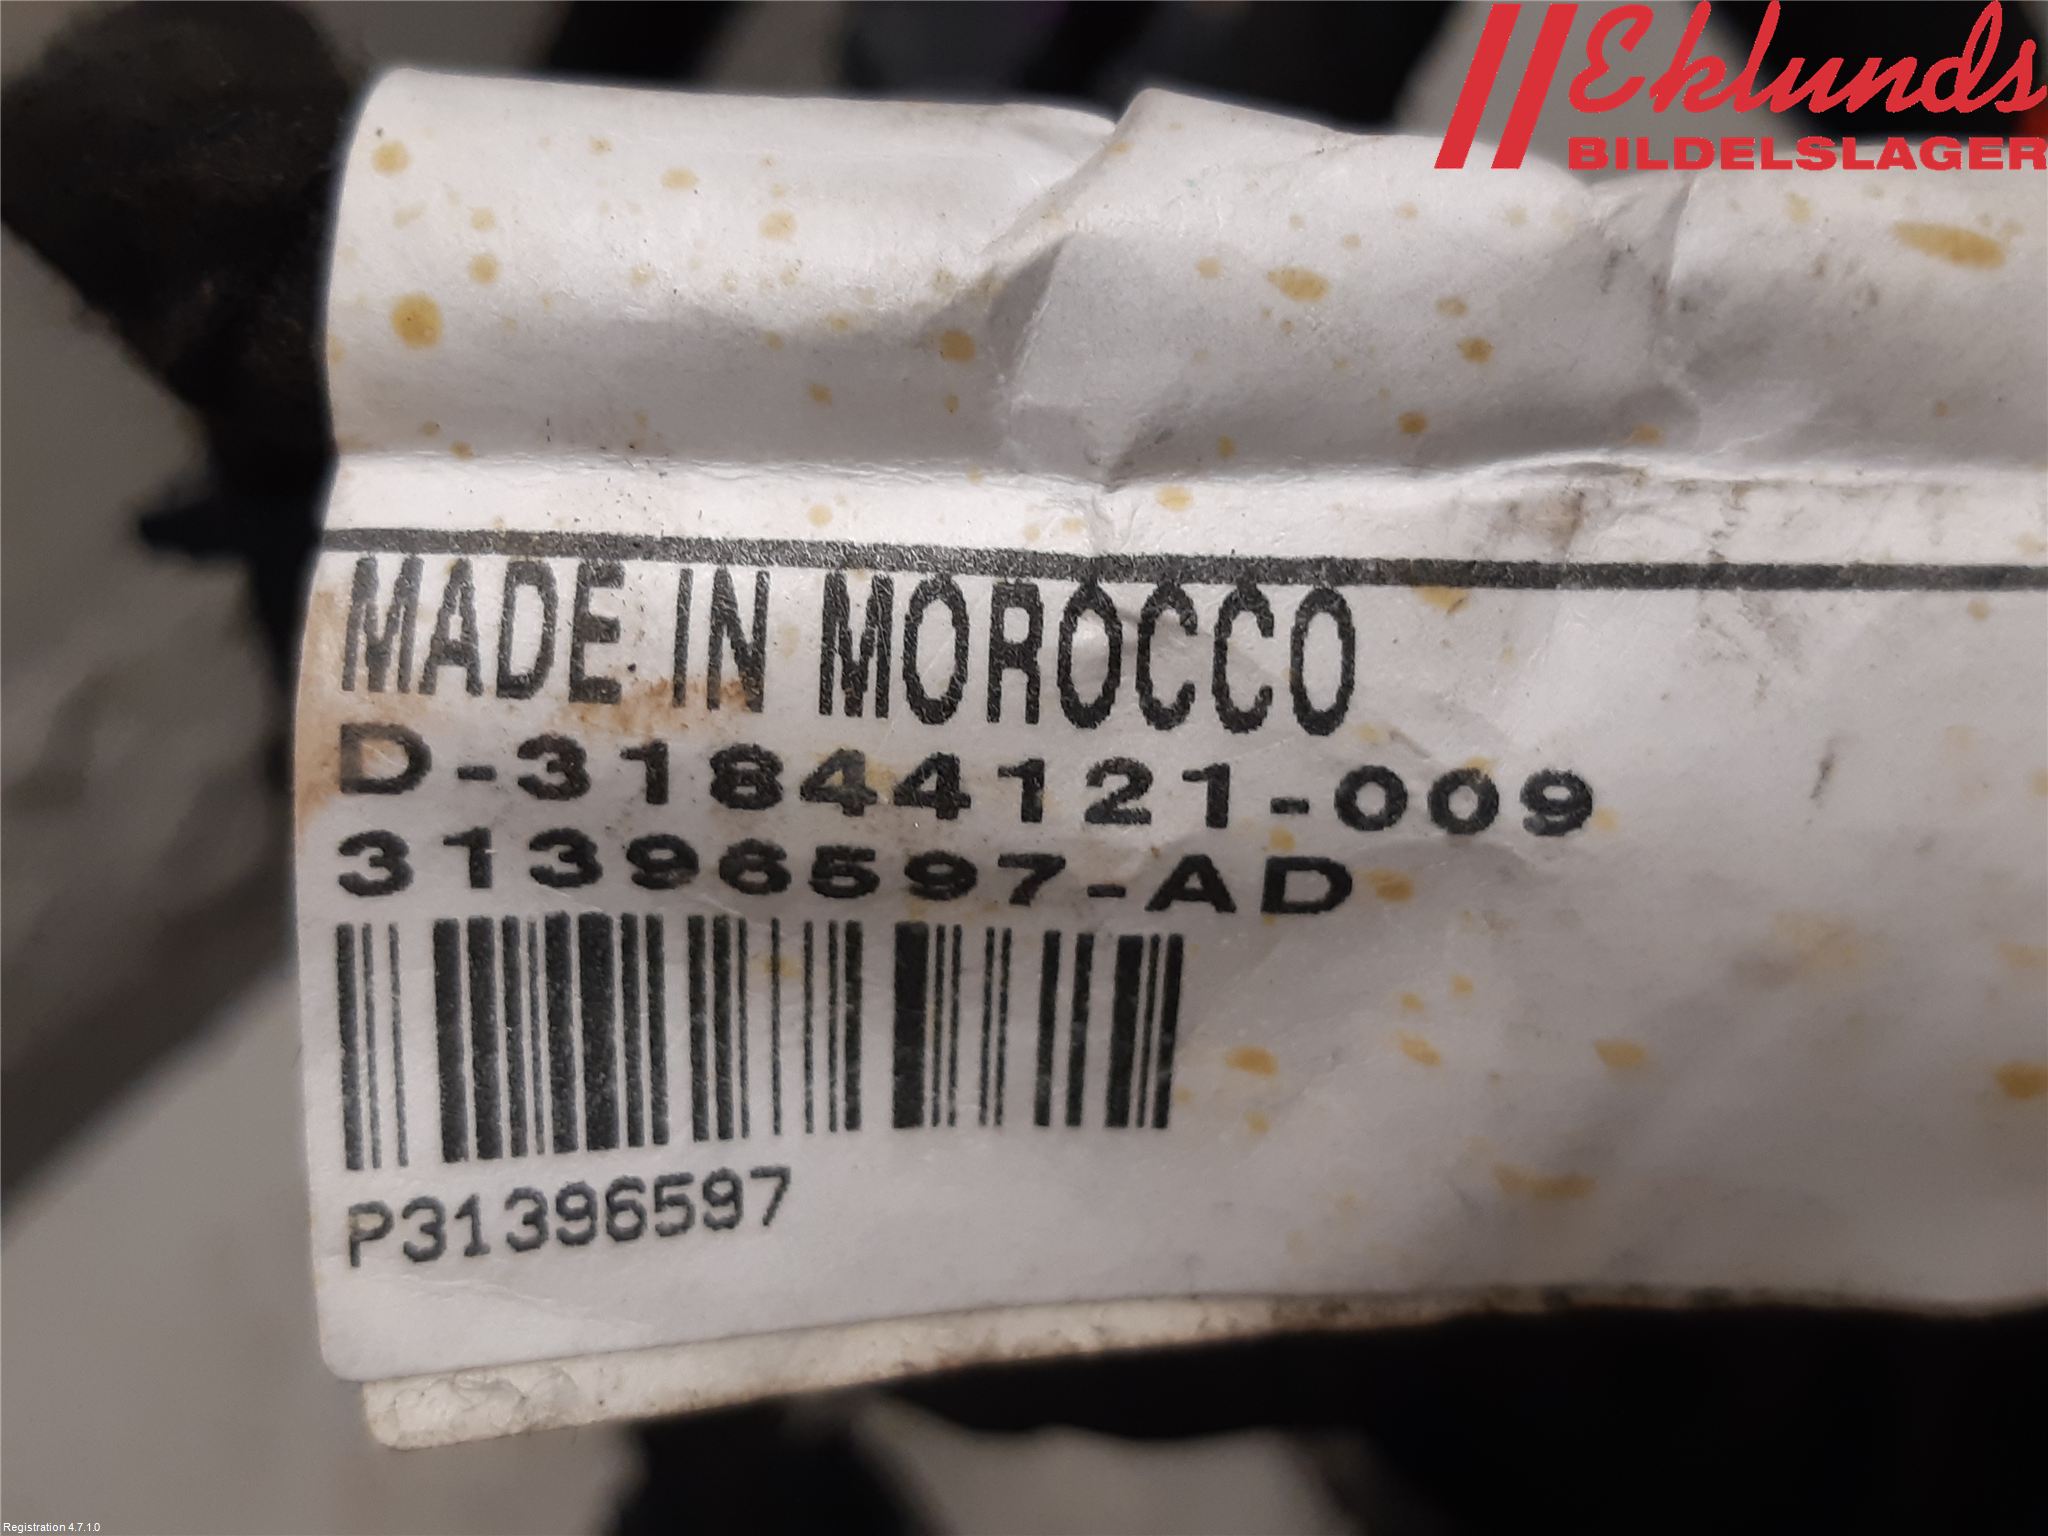 Eklunds
BILDELSLAGER
MADE IN MOROCCO
D-31844121-009
31396597-AD
P31396597
Registration 4.7.1.0